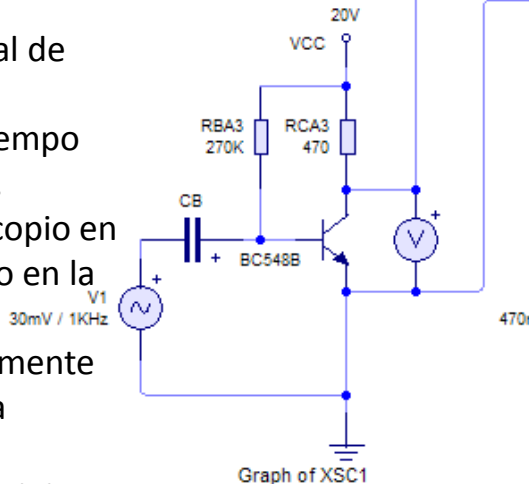 20V
VCC
al de
empo
RBA3
270K
RCA3
470
copio en
CB
+
+
o en la
BC548B
V
V1
+
30mV / 1KHz
470
mente
a
Graph of XSC1